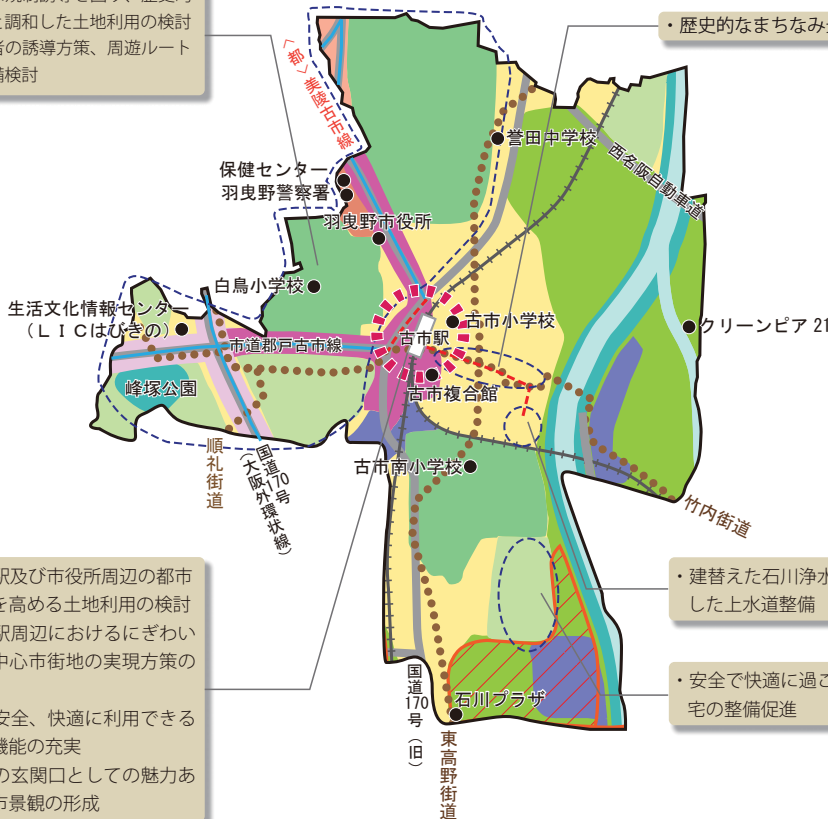 と調和した土地利用の検討
者の誘導方策、周遊ルート
備検討
・歴史的なまちなみ
〈都〉美陵古市線
誉田中学校
西名阪自動車道
保健センター
羽曳野警察署
羽曳野市役所
白鳥小学校
生活文化情報センター
(ＬＩＣはびきの)
古市小学校
古市駅
クリーンピア 21
市道郡戸古市線
峰塚公園
古市複合館
順礼街道
国道170号
(大阪外環状線)
古市南小学校
竹内街道
駅及び市役所周辺の都市
を高める土地利用の検討
駅周辺におけるにぎわい
中心市街地の実現方策の
安全、快適に利用できる
機能の充実
の玄関口としての魅力あ
市景観の形成
・建替えた石川浄水
した上水道整備
・安全で快適に過ご
宅の整備促進
国道170号(旧)
石川プラザ
東高野街道